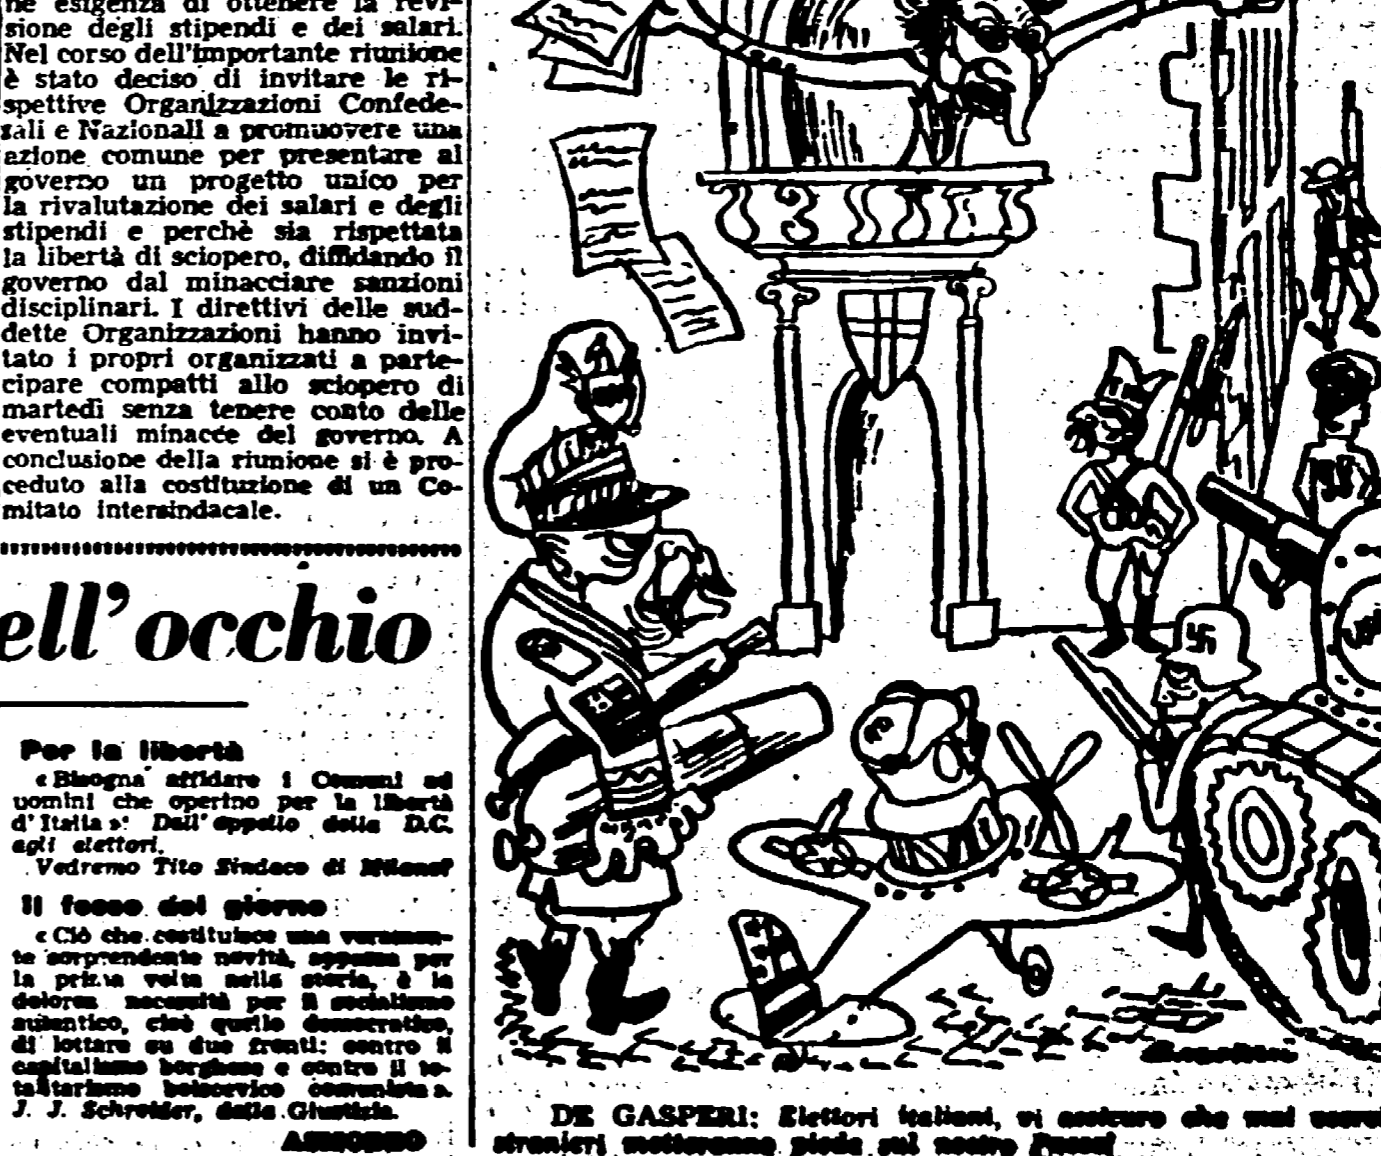 ne esigenza di ottenere la revi-
sione degli stipendi e dei salari.
Nel corso dell'importante riunione
è stato deciso di invitare le ri-
spettive Organizzazioni Confede-
rali e Nazionali a promuovere una
azione comune per presentare al
governo un progetto unico per
la rivalutazione dei salari e degli
stipendi e perchè sia rispettata
la libertà di sciopero, diffidando il
governo dal minacciare sanzioni
disciplinari. I direttivi delle sud-
dette Organizzazioni hanno invi-
tato i propri organizzati a parte-
cipare compatti allo sciopero di
martedì senza tenere conto delle
eventuali minacce del governo. A
conclusione della riunione si è pro-
ceduto alla costituzione di un Co-
mitato intersindacale.
ell'occhio
Per la libertà
« Bisogna affidare i Comuni ad
uomini che operino per la libertà
d'Italia ». Dall'appello della D.C.
agli elettori.
Vedremo Tito Sindaco di Milano?
Il fesso del giorno
« Ciò che costituisce una veramen-
te sorprendente novità, apparsa per
la prima volta nella storia, è la
dolorosa necessità per il socialismo
autentico, cioè quello democratico,
di lottare su due fronti: contro il
capitalismo borghese e contro il to-
talitarismo bolscevico comunista ».
J. J. Schreider, della Giustizia.
ASMODEO
DE GASPERI: Elettori italiani, vi assicuro che mai
stranieri metteranno piede sul nostro Paese!